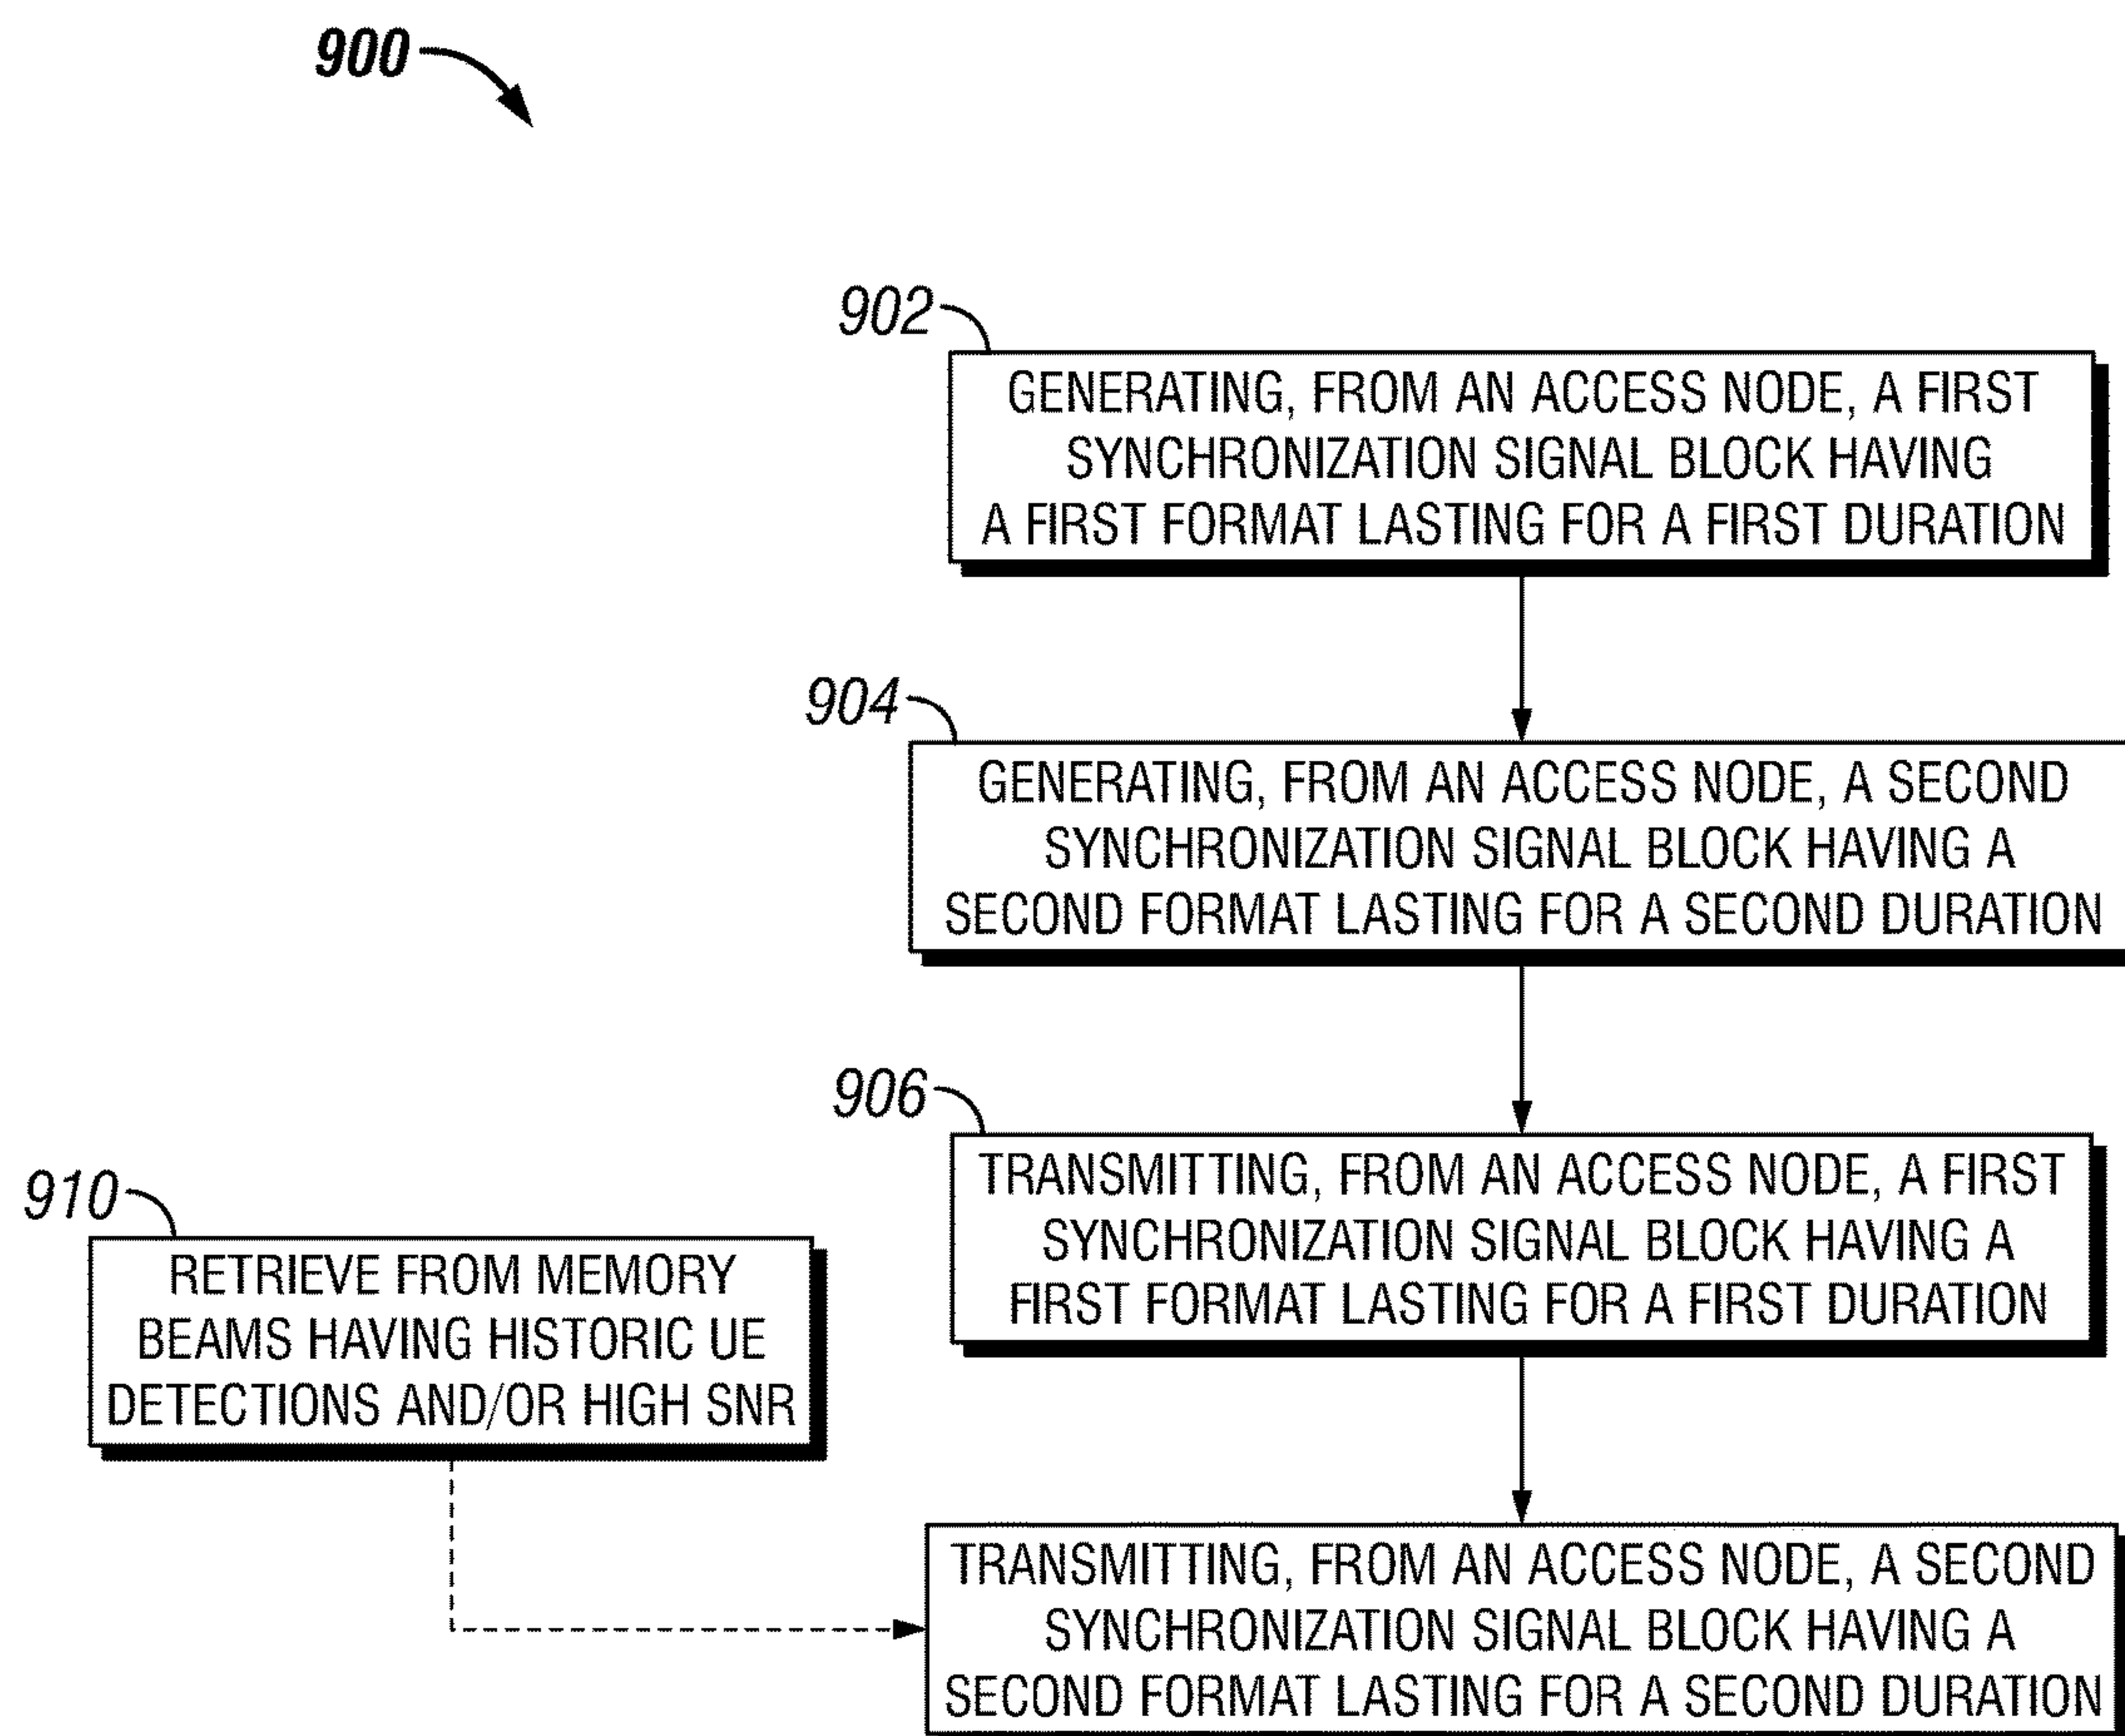 900
902
GENERATING, FROM AN ACCESS NODE, A FIRST
SYNCHRONIZATION SIGNAL BLOCK HAVING
A FIRST FORMAT LASTING FOR A FIRST DURATION
904
GENERATING, FROM AN ACCESS NODE, A SECOND
SYNCHRONIZATION SIGNAL BLOCK HAVING A
SECOND FORMAT LASTING FOR A SECOND DURATION
906
TRANSMITTING, FROM AN ACCESS NODE, A FIRST
SYNCHRONIZATION SIGNAL BLOCK HAVING A
FIRST FORMAT LASTING FOR A FIRST DURATION
910
RETRIEVE FROM MEMORY
BEAMS HAVING HISTORIC UE
DETECTIONS AND/OR HIGH SNR
TRANSMITTING, FROM AN ACCESS NODE, A SECOND
SYNCHRONIZATION SIGNAL BLOCK HAVING A
SECOND FORMAT LASTING FOR A SECOND DURATION